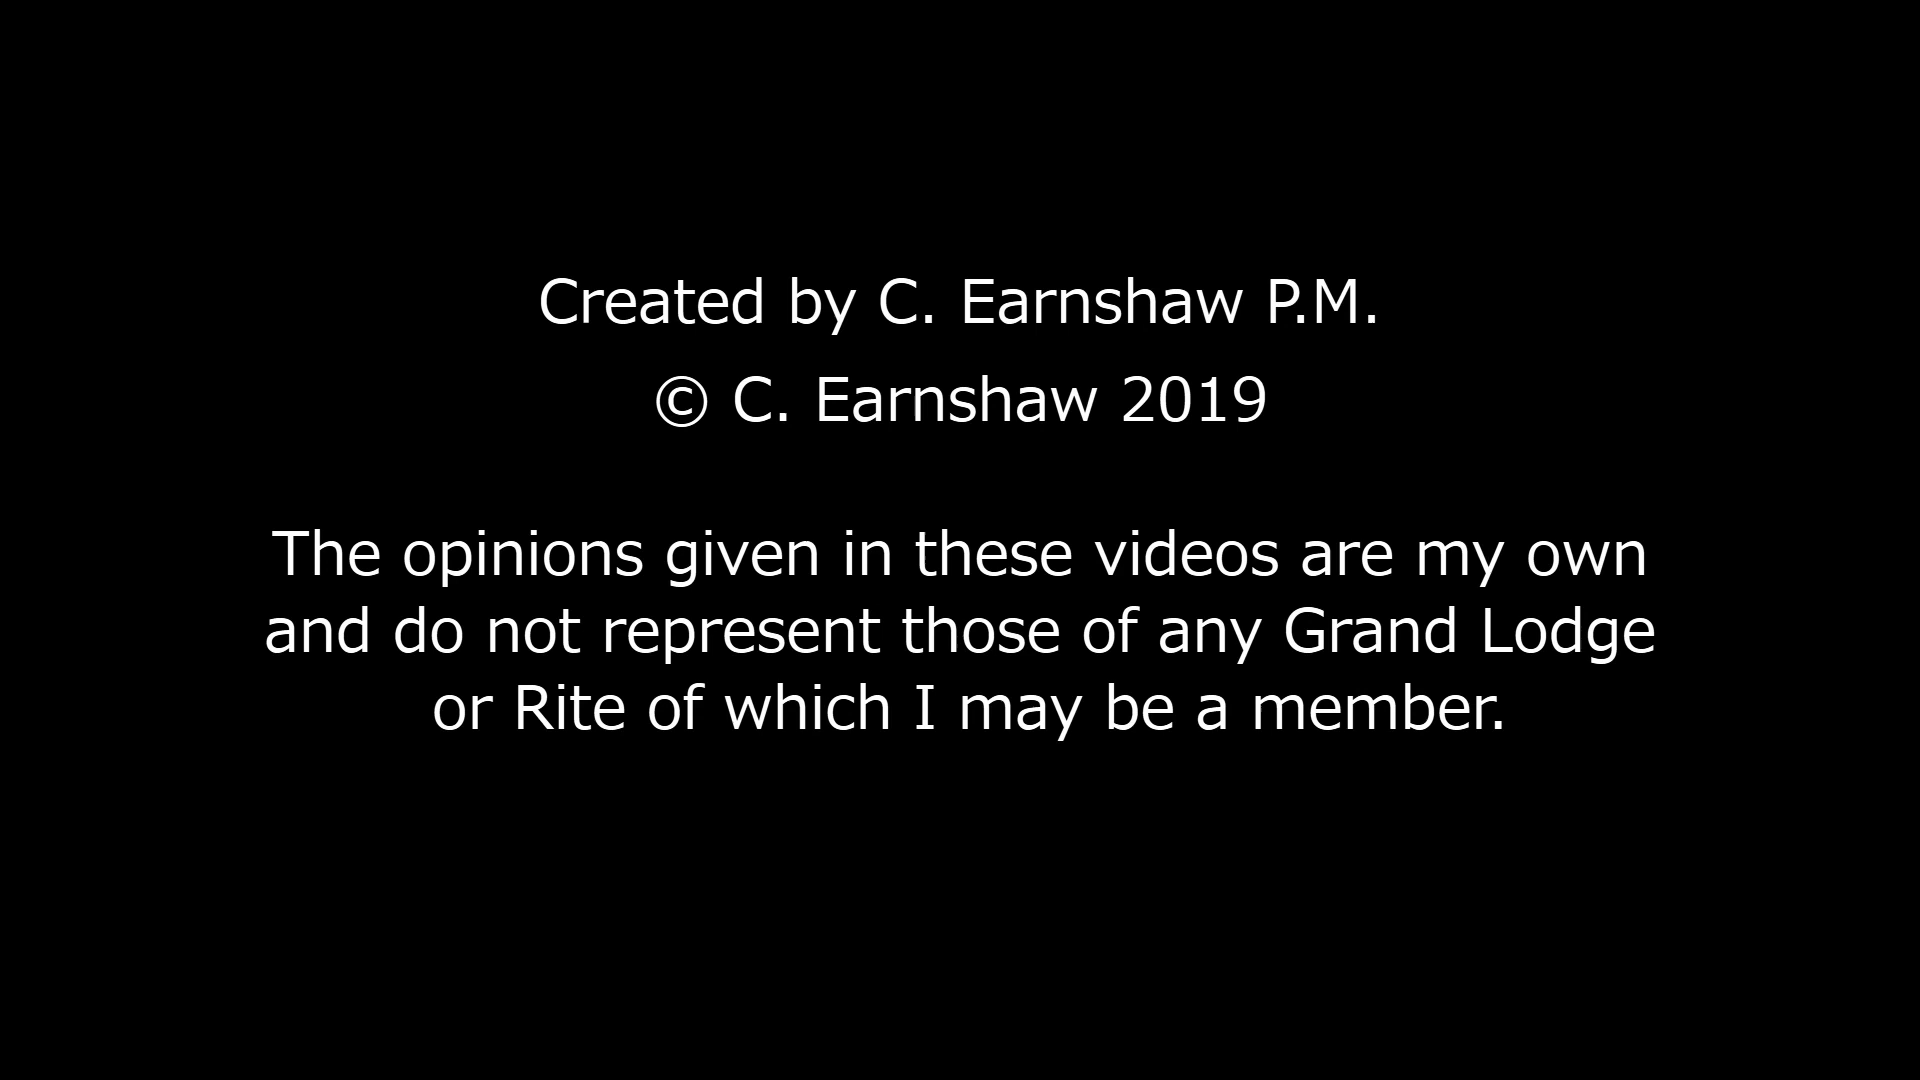 Created by C. Earnshaw P.M.
© C. Earnshaw 2019
The opinions given in these videos are my own
and do not represent those of any Grand Lodge
or Rite of which I may be a member.